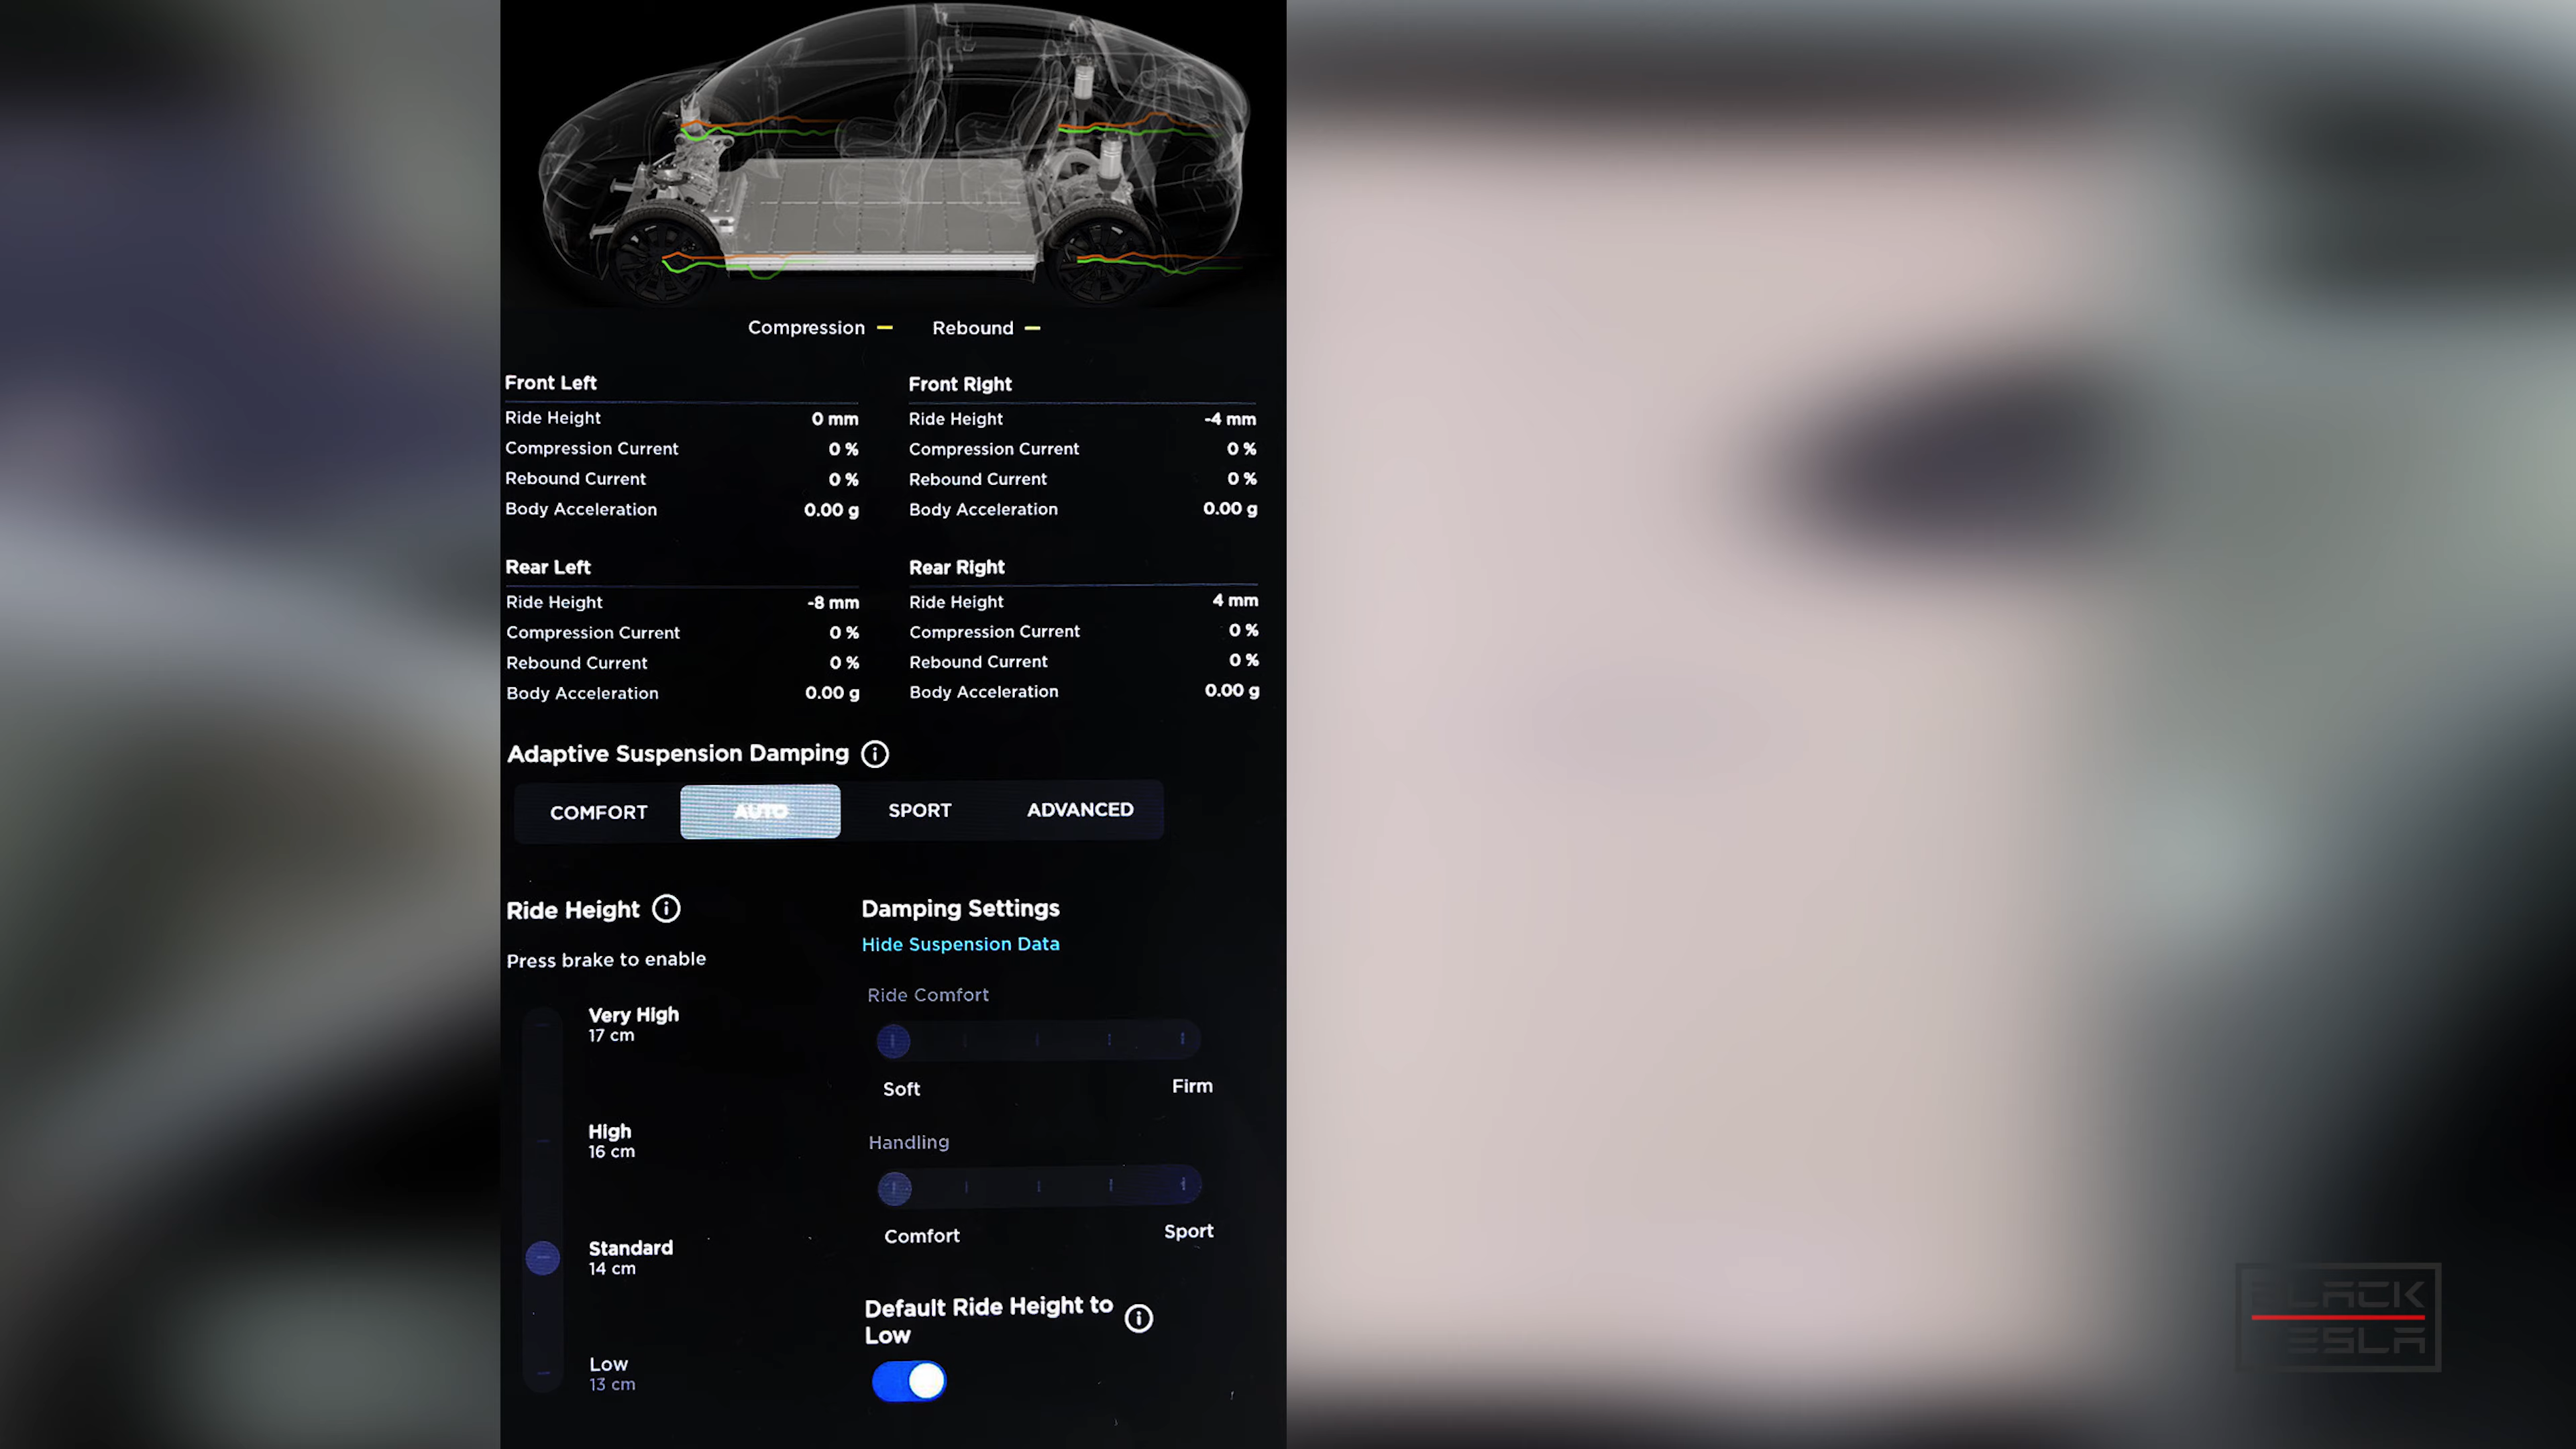 Compression
Rebound
Front Left
Ride Height 0 mm
Compression Current 0 %
Rebound Current 0 %
Body Acceleration 0.00 g
Front Right
Ride Height -4 mm
Compression Current 0 %
Rebound Current 0 %
Body Acceleration 0.00 g
Rear Left
Ride Height -8 mm
Compression Current 0 %
Rebound Current 0 %
Body Acceleration 0.00 g
Rear Right
Ride Height 4 mm
Compression Current 0 %
Rebound Current 0 %
Body Acceleration 0.00 g
Adaptive Suspension Damping
COMFORT AUTO SPORT ADVANCED
Ride Height
Press brake to enable
Very High
17 cm
High
16 cm
Standard
14 cm
Low
13 cm
Damping Settings
Hide Suspension Data
Ride Comfort
Soft Firm
Handling
Comfort Sport
Default Ride Height to
Low
BLACK
TESLA